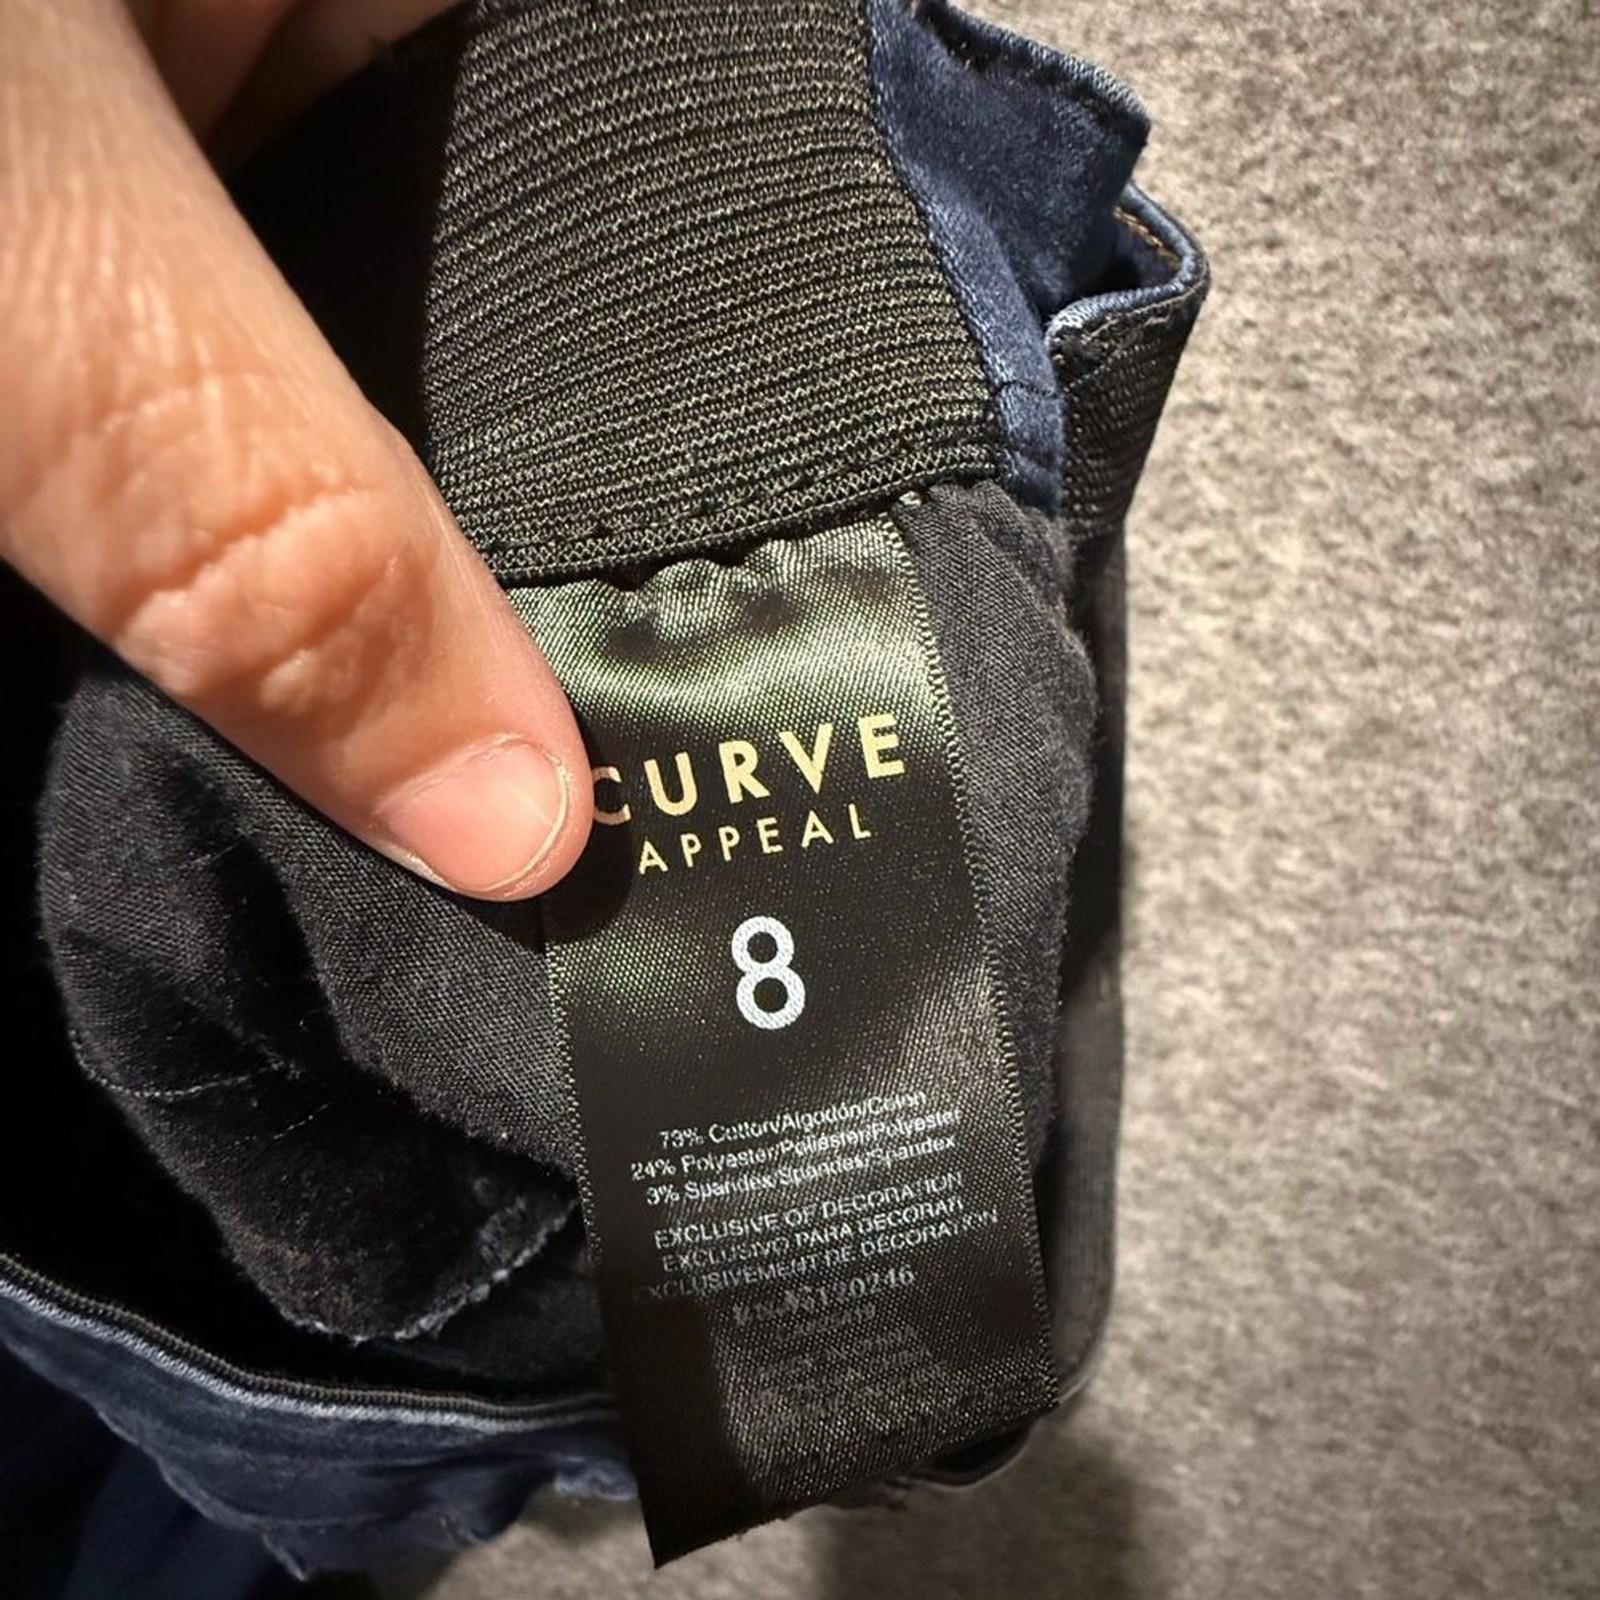 CURVE
APPEAL
8
73% Cotton/Algodón/Coton
24% Polyester/Poliéster/Polyester
3% Spandex/Spandex/Spandex
EXCLUSIVE OF DECORATION
EXCLUSIVO PARA DECORAR
EXCLUSIVEMENT DE DÉCORATION